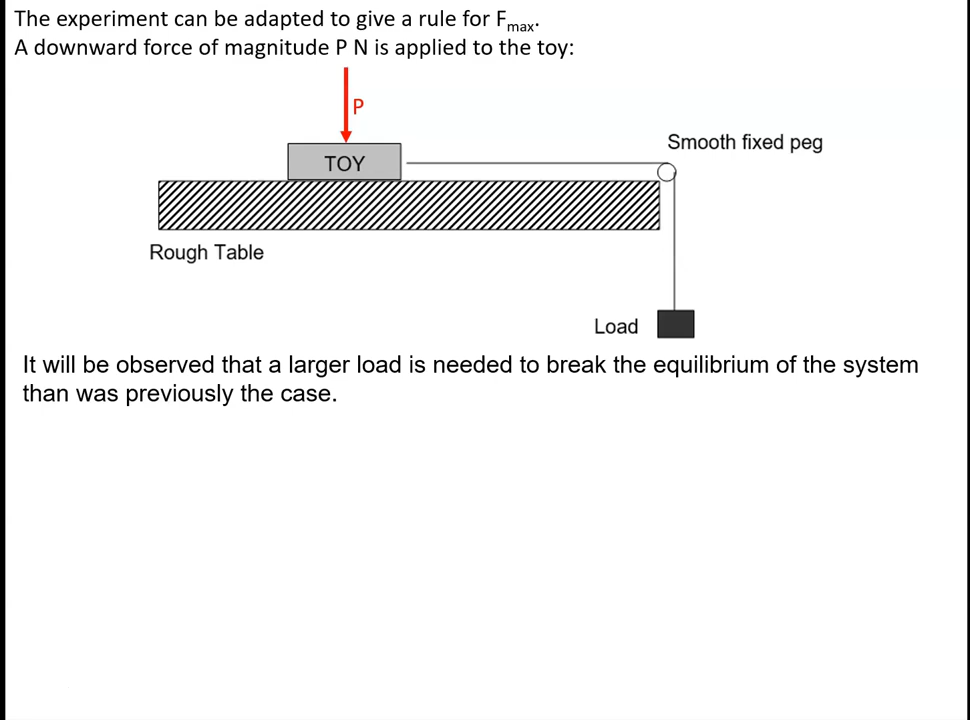 The experiment can be adapted to give a rule for Fmax.
A downward force of magnitude P N is applied to the toy:
P
Smooth fixed peg
TOY
Rough Table
Load
It will be observed that a larger load is needed to break the equilibrium of the system
than was previously the case.